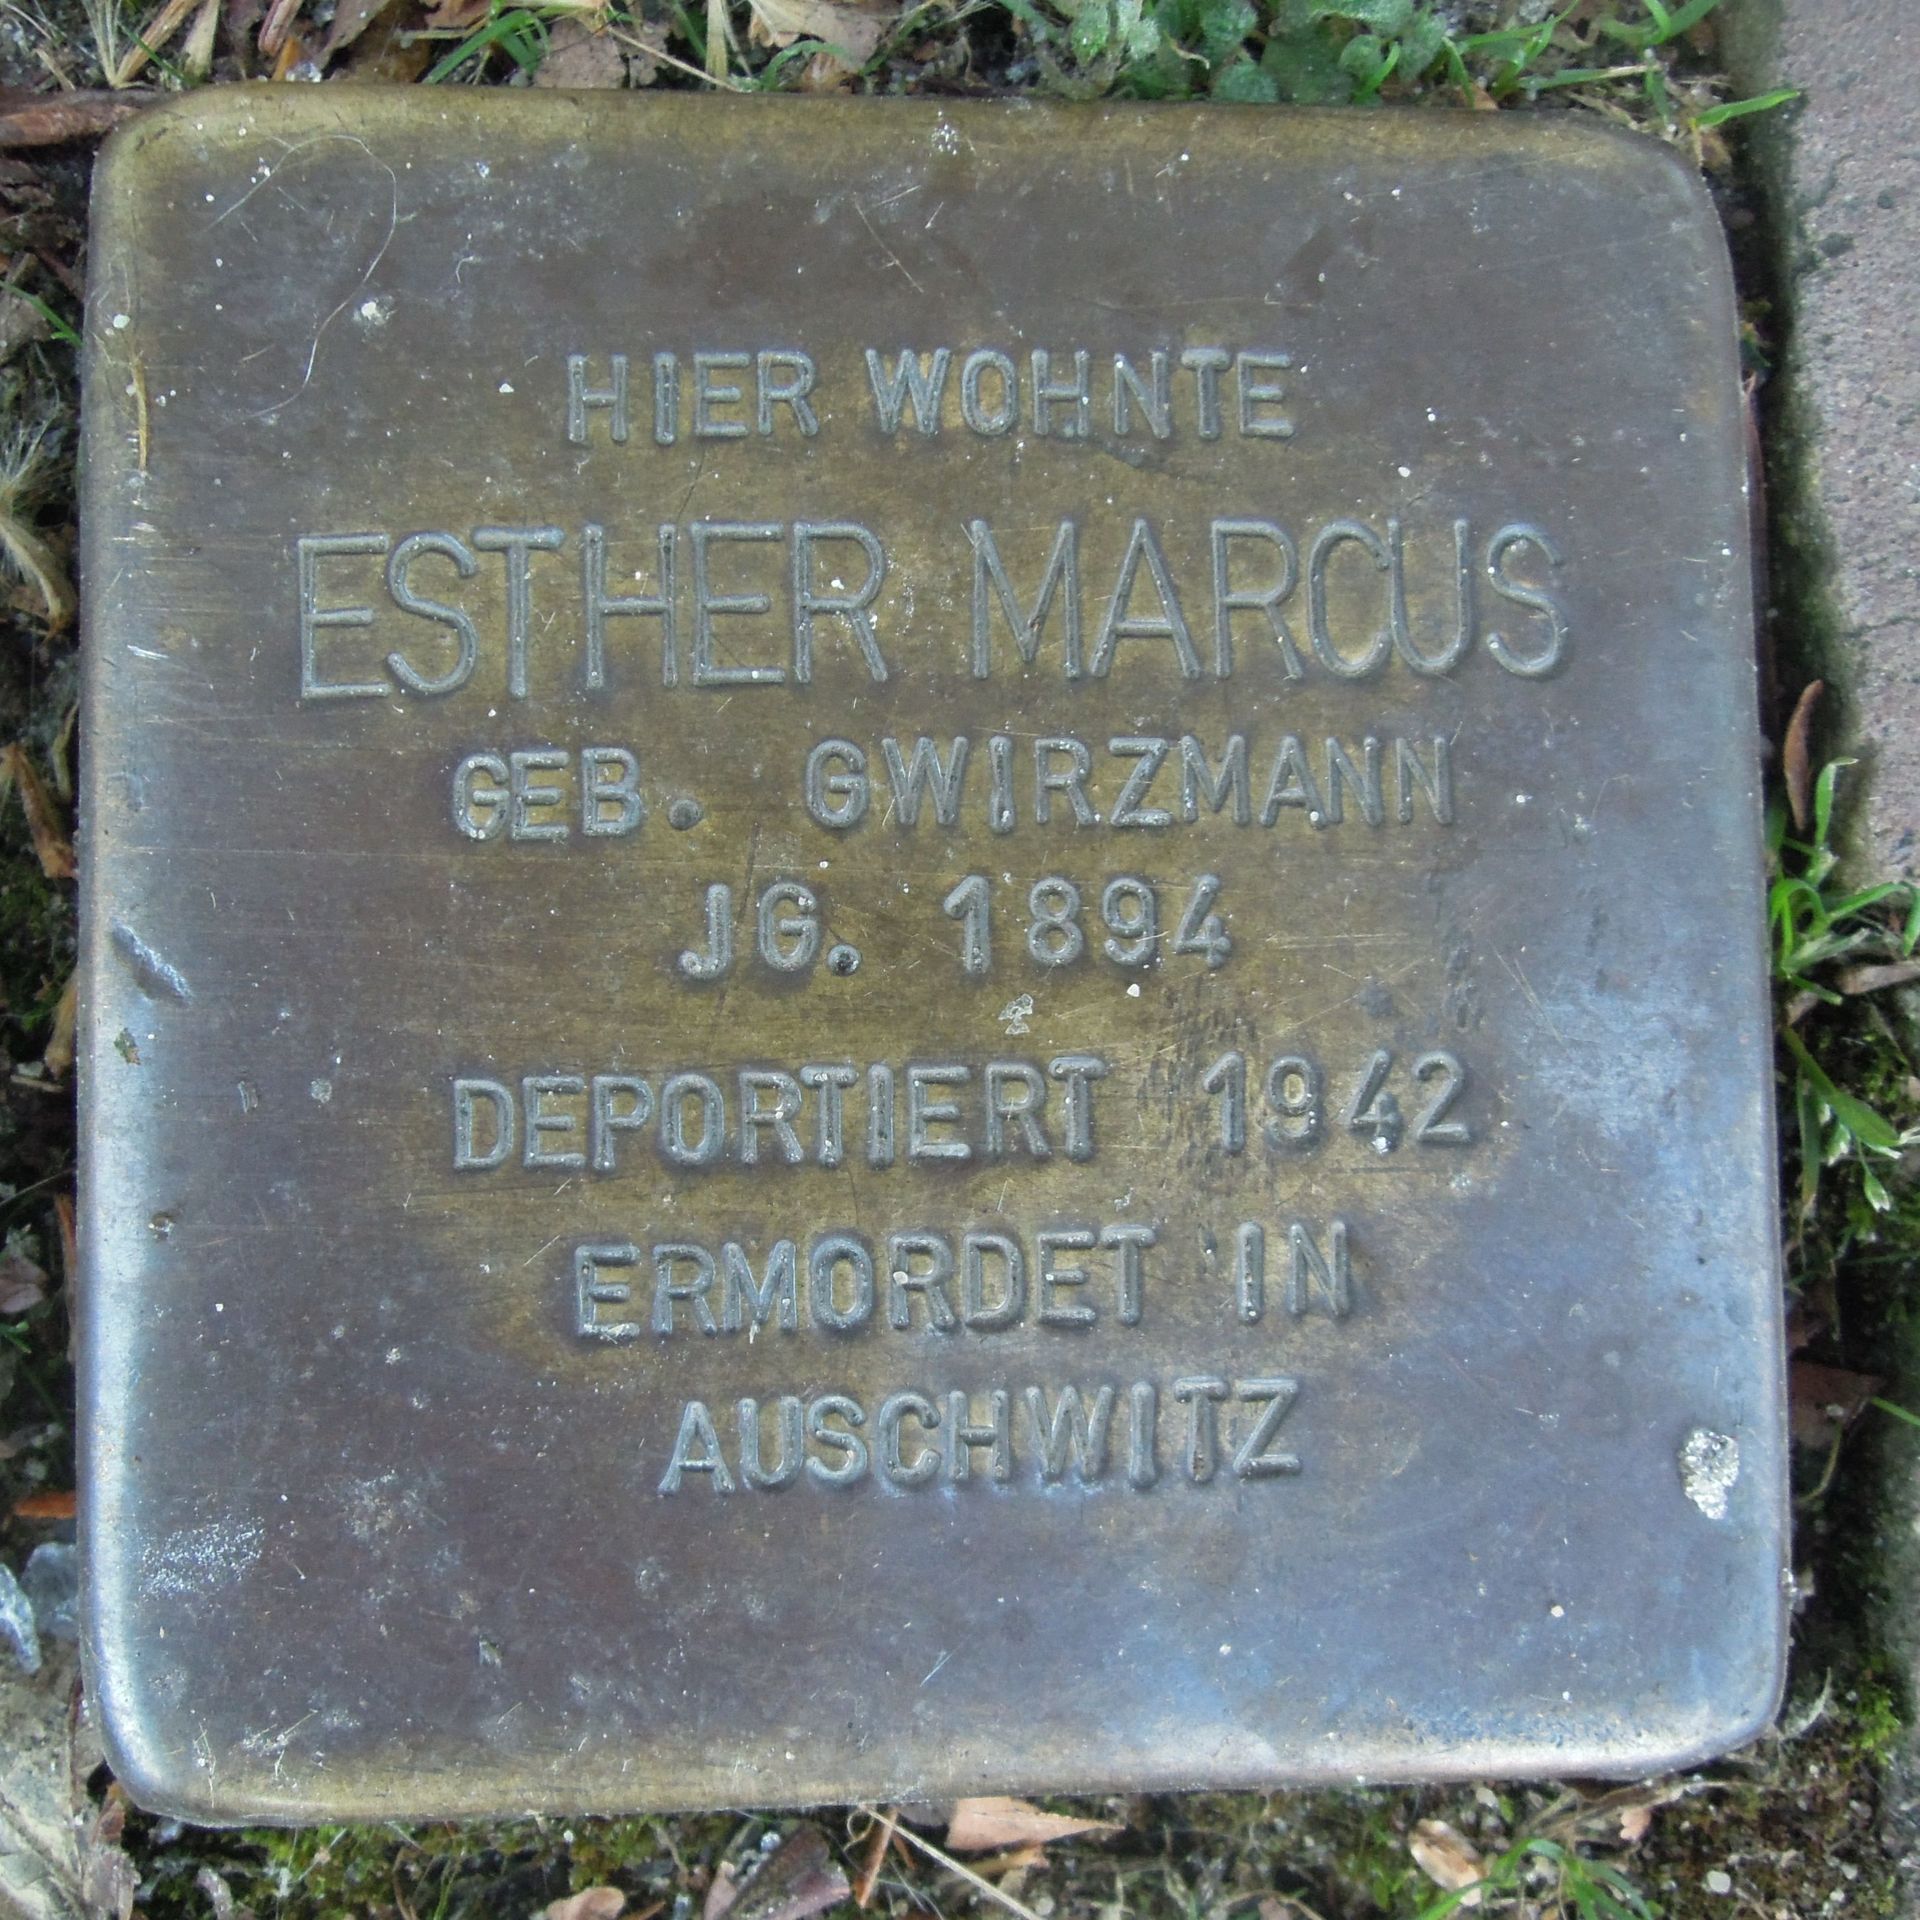 HIER WOHNTE
ESTHER MARCUS
GEB. GWIRZMANN
JG. 1894
DEPORTIERT 1942
ERMORDET IN
AUSCHWITZ